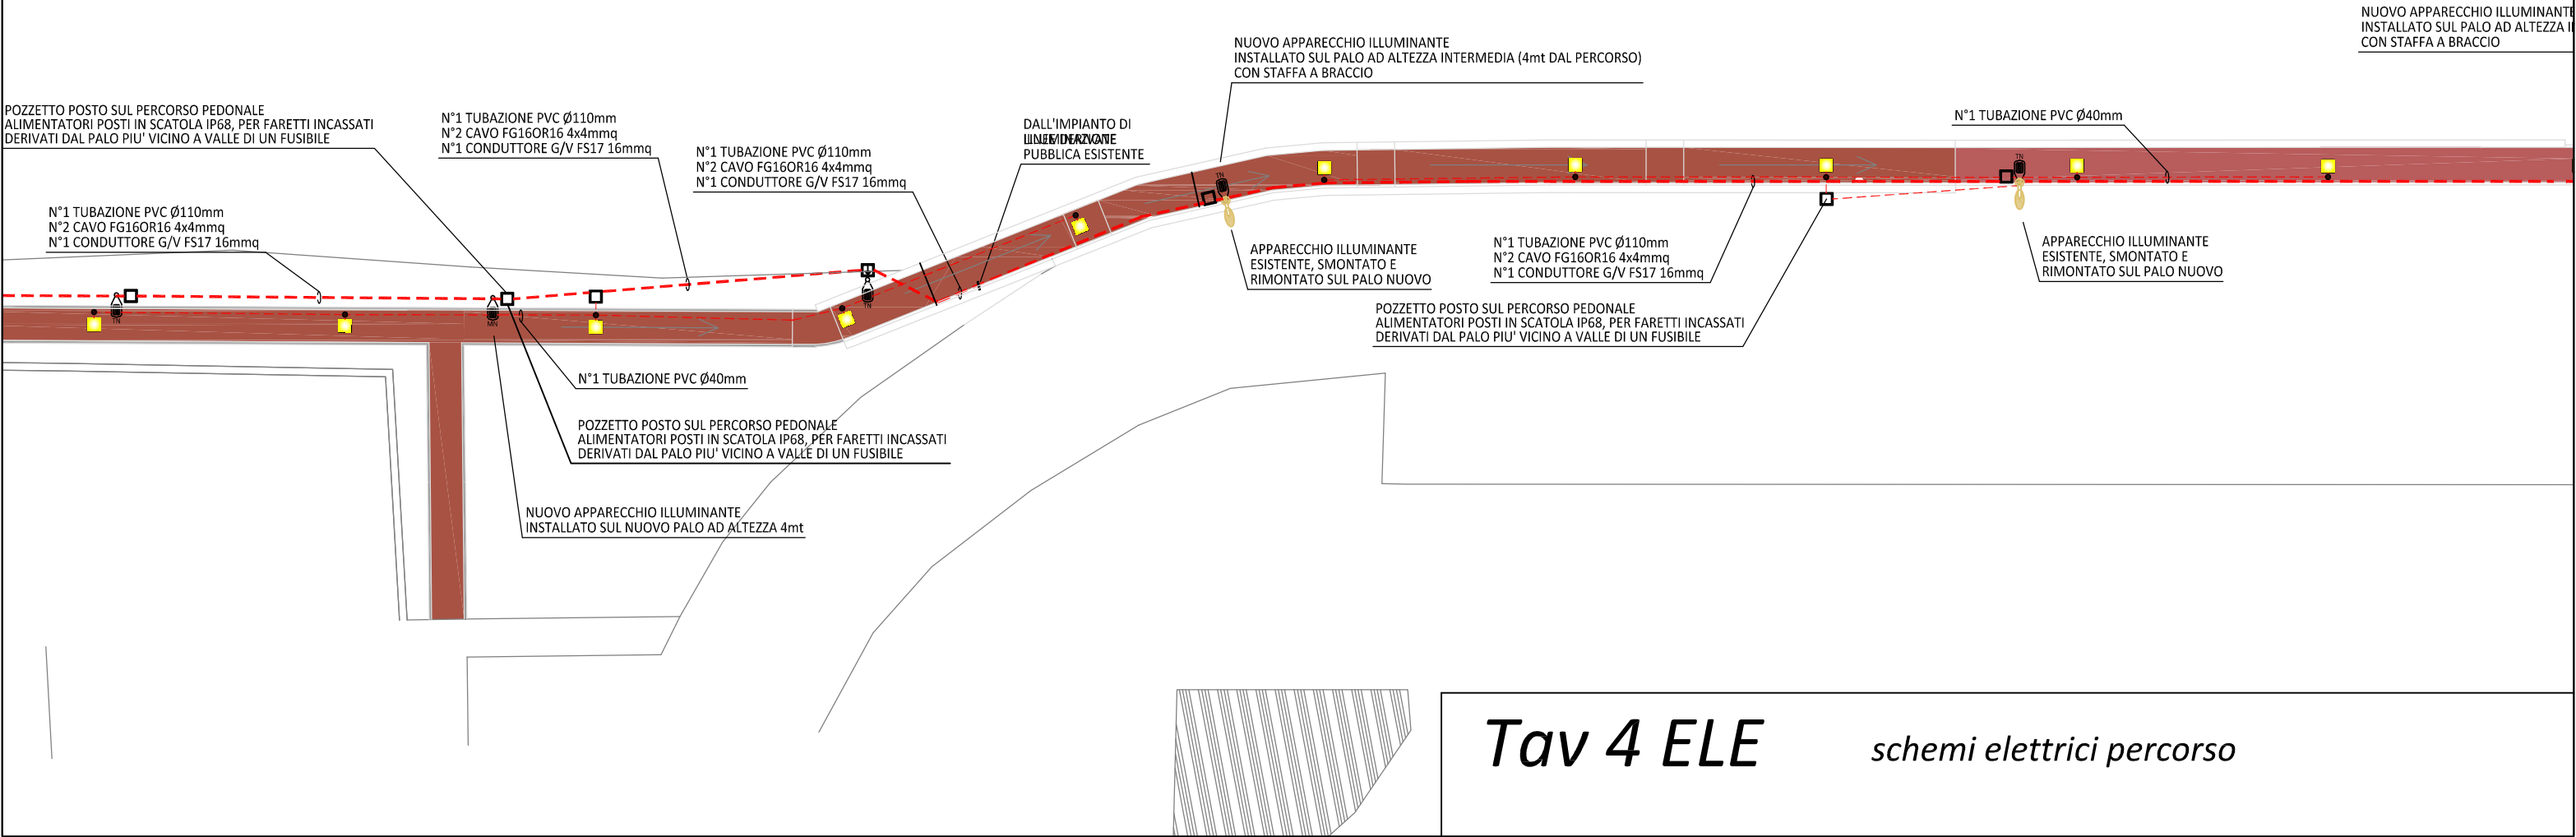 NUOVO APPARECCHIO ILLUMINANTE
INSTALLATO SUL PALO AD ALTEZZA
CON STAFFA A BRACCIO
NUOVO APPARECCHIO ILLUMINANTE
INSTALLATO SUL PALO AD ALTEZZA INTERMEDIA (4mt DAL PERCORSO)
CON STAFFA A BRACCIO
POZZETTO POSTO SUL PERCORSO PEDONALE
ALIMENTATORI POSTI IN SCATOLA IP68, PER FARETTI INCASSATI
DERIVATI DAL PALO PIU' VICINO A VALLE DI UN FUSIBILE
N°1 TUBAZIONE PVC Ø110mm
N°2 CAVO FG16OR16 4x4mmq
N°1 CONDUTTORE G/V FS17 16mmq
N°1 TUBAZIONE PVC Ø110mm
N°2 CAVO FG16OR16 4x4mmq
N°1 CONDUTTORE G/V FS17 16mmq
DALL'IMPIANTO DI
PUBBLICA ESISTENTE
N°1 TUBAZIONE PVC Ø40mm
N°1 TUBAZIONE PVC Ø110mm
N°2 CAVO FG16OR16 4x4mmq
N°1 CONDUTTORE G/V FS17 16mmq
TN
MN
TN
TN
TN
APPARECCHIO ILLUMINANTE
ESISTENTE, SMONTATO E
RIMONTATO SUL PALO NUOVO
N°1 TUBAZIONE PVC Ø110mm
N°2 CAVO FG16OR16 4x4mmq
N°1 CONDUTTORE G/V FS17 16mmq
APPARECCHIO ILLUMINANTE
ESISTENTE, SMONTATO E
RIMONTATO SUL PALO NUOVO
POZZETTO POSTO SUL PERCORSO PEDONALE
ALIMENTATORI POSTI IN SCATOLA IP68, PER FARETTI INCASSATI
DERIVATI DAL PALO PIU' VICINO A VALLE DI UN FUSIBILE
N°1 TUBAZIONE PVC Ø40mm
POZZETTO POSTO SUL PERCORSO PEDONALE
ALIMENTATORI POSTI IN SCATOLA IP68, PER FARETTI INCASSATI
DERIVATI DAL PALO PIU' VICINO A VALLE DI UN FUSIBILE
NUOVO APPARECCHIO ILLUMINANTE
INSTALLATO SUL NUOVO PALO AD ALTEZZA 4mt
Tav 4 ELE
schemi elettrici percorso